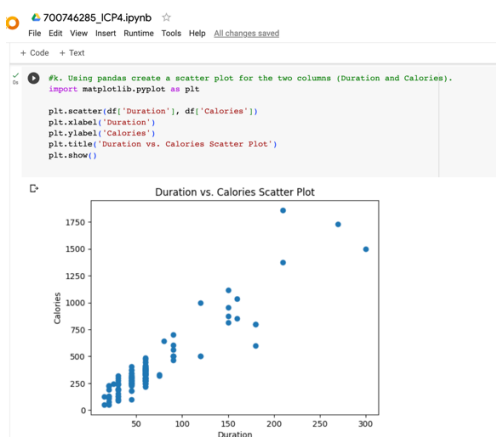 700746285_ICP4.ipynb
File Edit View Insert Runtime Tools Help All changes saved
+ Code + Text
#k. Using pandas create a scatter plot for the two columns (Duration and Calories).
import matplotlib.pyplot as plt
plt.scatter(df['Duration'], df['Calories'])
plt.xlabel('Duration')
plt.ylabel('Calories')
plt.title('Duration vs. Calories Scatter Plot')
plt.show()
Duration vs. Calories Scatter Plot
1750
1500
1250
1000
750
500
250
0
Calories
50 100 150 200 250 300
Duration